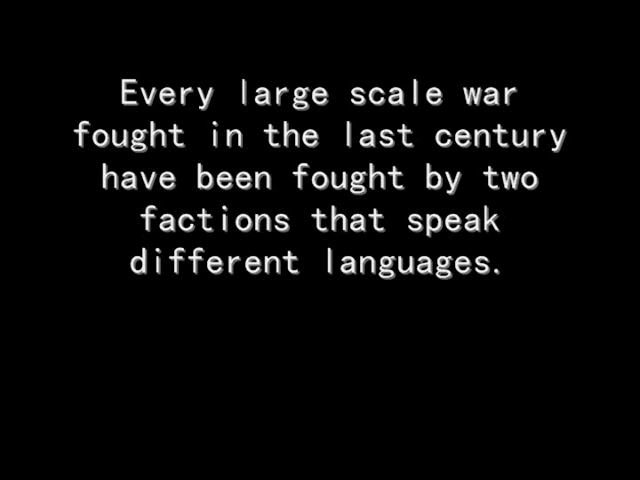 Every large scale war
fought in the last century
have been fought by two
factions that speak
different languages.